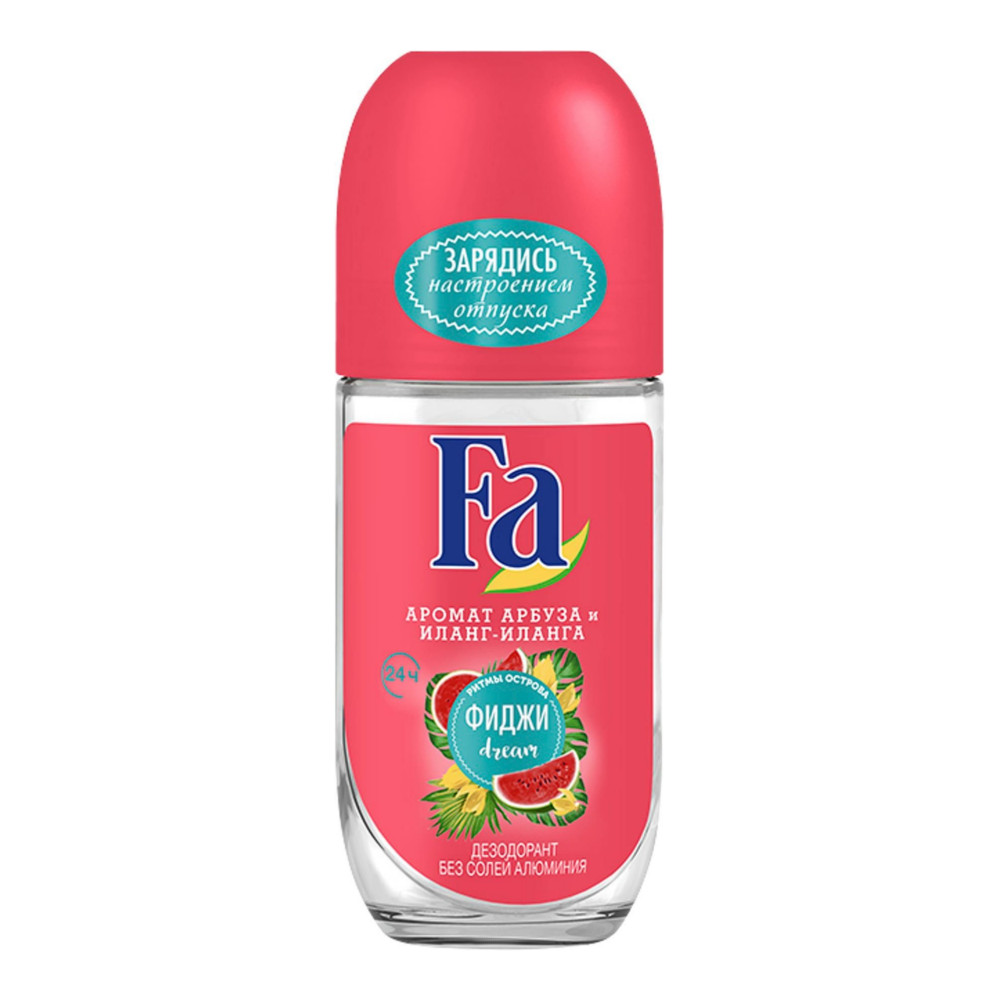 ЗАРЯДИСЬ
настроением
отпуска
Fa
АРОМАТ АРБУЗА и
ИЛАНГ-ИЛАНГА
24 ч
РИТМЫ ОСТРОВА
ФИДЖИ
dream
ДЕЗОДОРАНТ
БЕЗ СОЛЕЙ АЛЮМИНИЯ